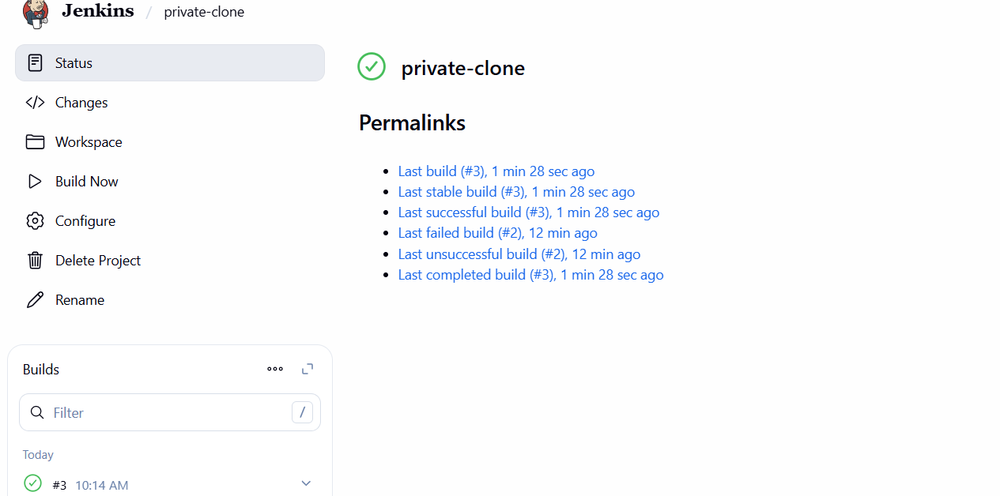 Jenkins / private-clone
Status
Changes
Workspace
Build Now
Configure
Delete Project
Rename
Builds
Filter /
Today
#3 10:14 AM
private-clone
Permalinks
Last build (#3), 1 min 28 sec ago
Last stable build (#3), 1 min 28 sec ago
Last successful build (#3), 1 min 28 sec ago
Last failed build (#2), 12 min ago
Last unsuccessful build (#2), 12 min ago
Last completed build (#3), 1 min 28 sec ago